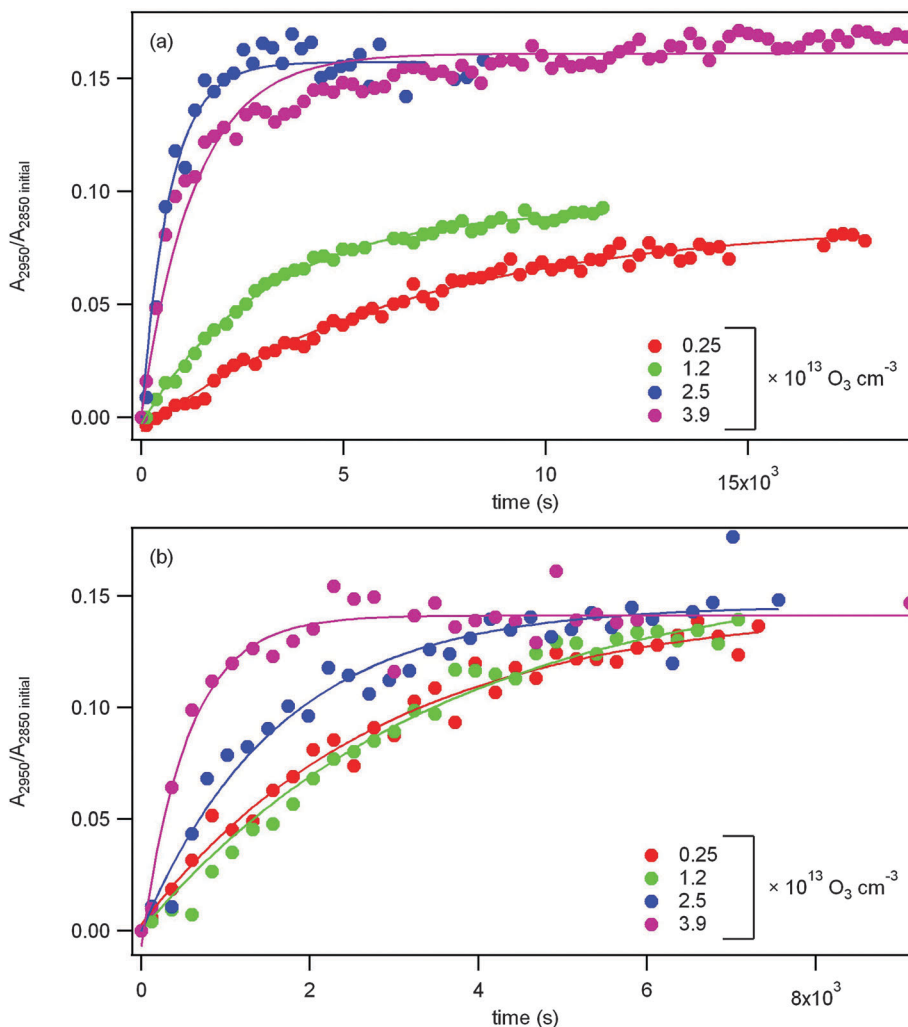 (a)
0.15
0.10
0.05
0.00
A2950/A2850 initial
0.25
1.2
2.5
3.9
× 10¹³ O₃ cm⁻³
0
5
10
15x10³
time (s)
(b)
0.15
0.10
0.05
0.00
A2950/A2850 initial
0.25
1.2
2.5
3.9
× 10¹³ O₃ cm⁻³
0
2
4
6
8x10³
time (s)